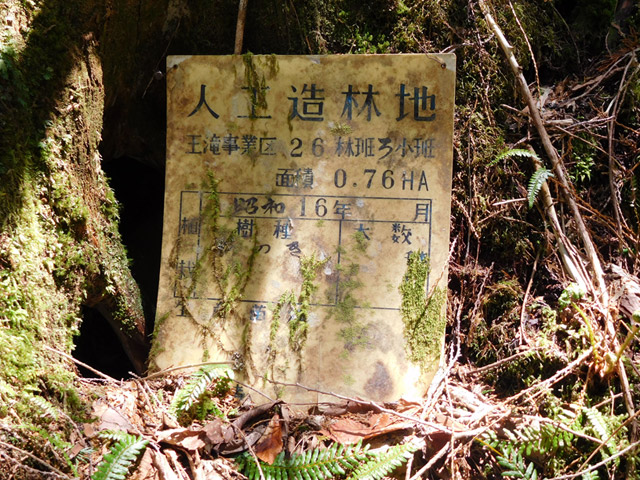 人工造林地
王滝事業区 26 林班ろ小班
面積 0.76HA
昭和 16年 月
植 樹種 本数